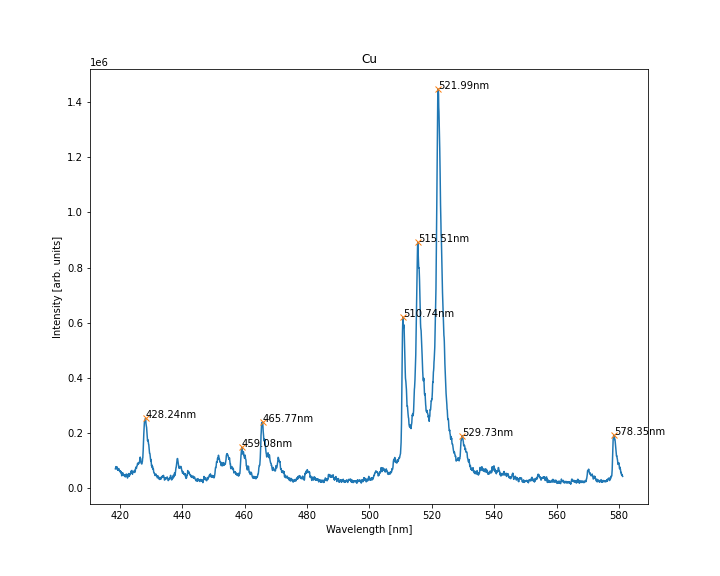 Cu
1e6
1.4
1.2
1.0
0.8
0.6
0.4
0.2
0.0
Intensity [arb. units]
521.99nm
515.51nm
510.74nm
428.24nm
465.77nm
459.08nm
529.73nm
578.35nm
420 440 460 480 500 520 540 560 580
Wavelength [nm]